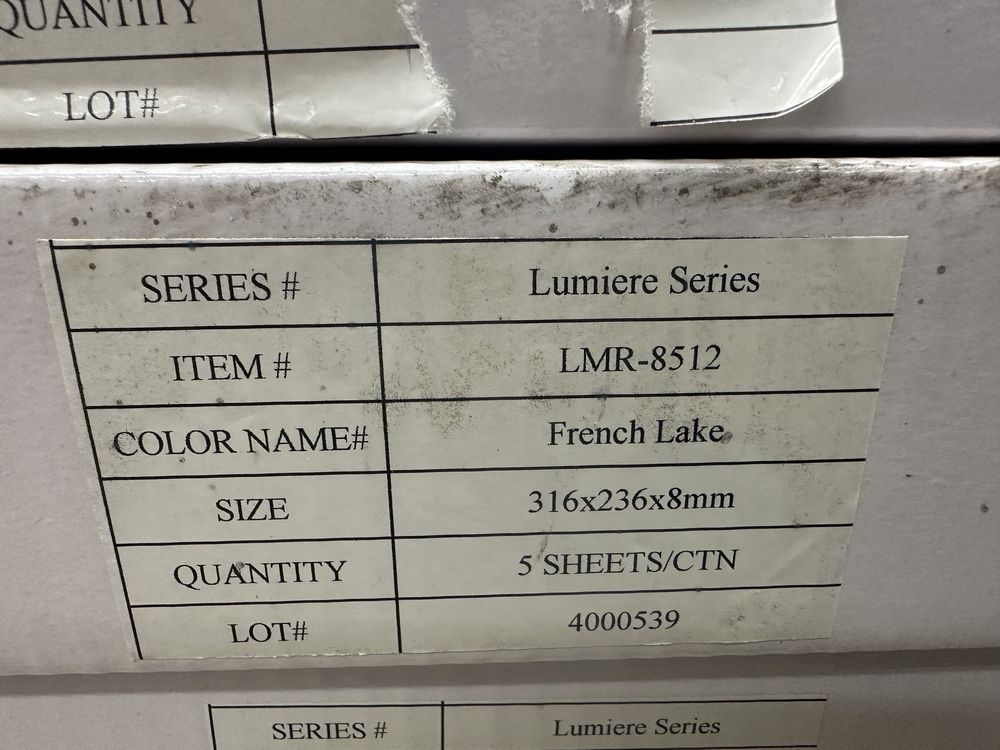 QUANTITY
LOT#
SERIES # Lumiere Series
ITEM # LMR-8512
COLOR NAME# French Lake
SIZE 316x236x8mm
QUANTITY 5 SHEETS/CTN
LOT# 4000539
SERIES # Lumiere Series